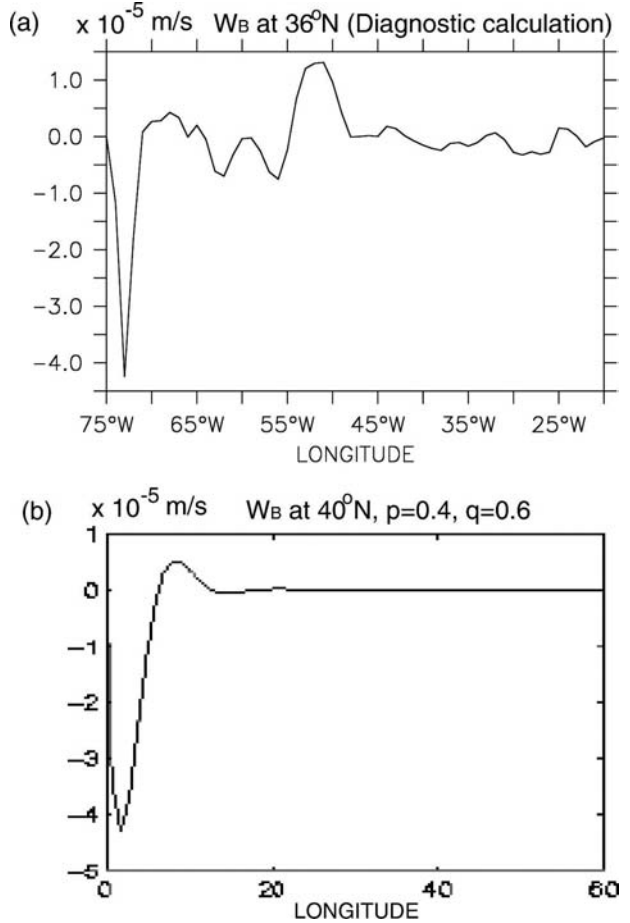 (a) x 10⁻⁵ m/s W_B at 36°N (Diagnostic calculation)
1.0
0.0
-1.0
-2.0
-3.0
-4.0
75°W 65°W 55°W 45°W 35°W 25°W
LONGITUDE
(b) x 10⁻⁵ m/s W_B at 40°N, p=0.4, q=0.6
1
0
-1
-2
-3
-4
-5
0 20 40 60
LONGITUDE